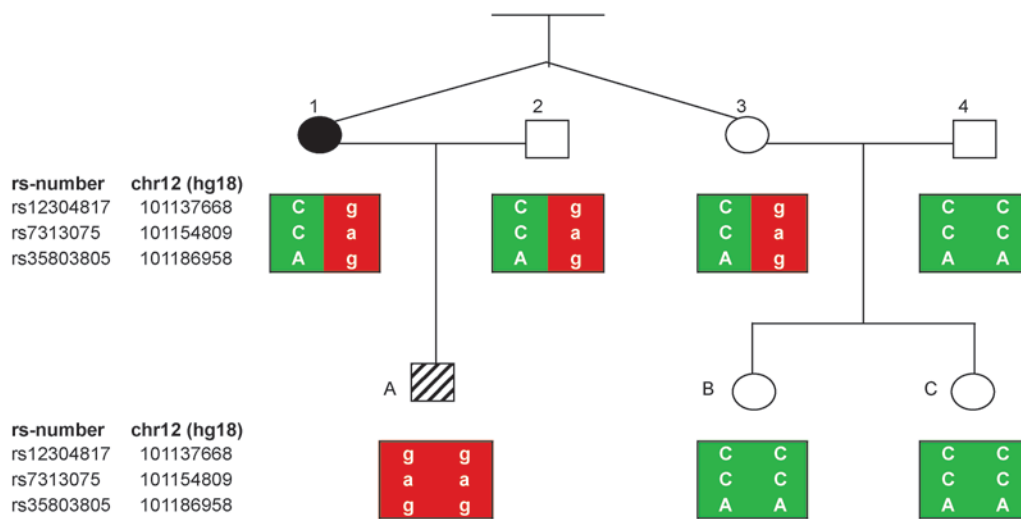 1 2 3 4
rs-number chr12 (hg18)
rs12304817 101137668 C g C g C g C C
rs7313075 101154809 C a C a C a C C
rs35803805 101186958 A g A g A g A A
A B C
rs-number chr12 (hg18)
rs12304817 101137668 g g C C C C
rs7313075 101154809 a a C C C C
rs35803805 101186958 g g A A A A